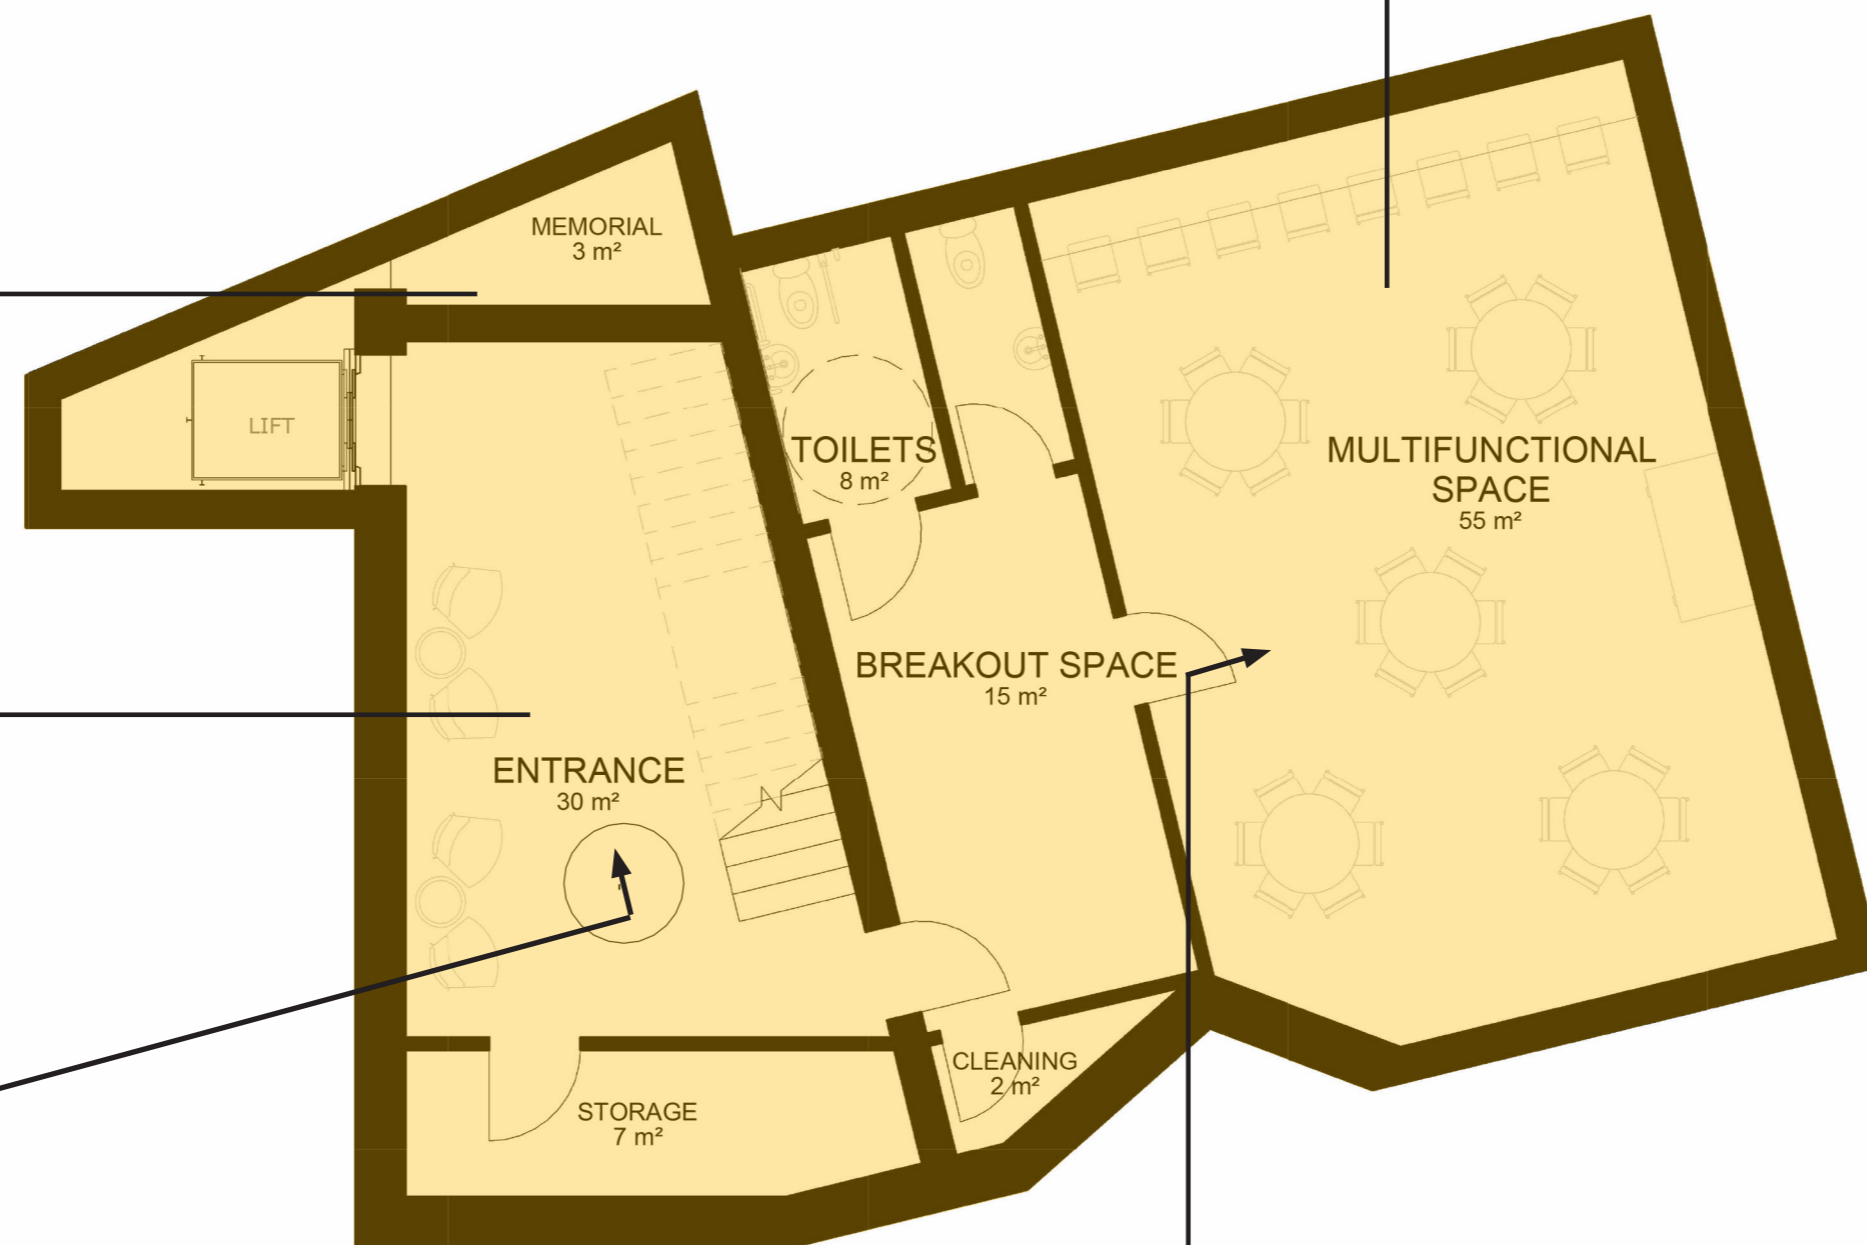 MEMORIAL
3 m²
LIFT
TOILETS
8 m²
MULTIFUNCTIONAL
SPACE
55 m²
BREAKOUT SPACE
15 m²
ENTRANCE
30 m²
CLEANING
2 m²
STORAGE
7 m²